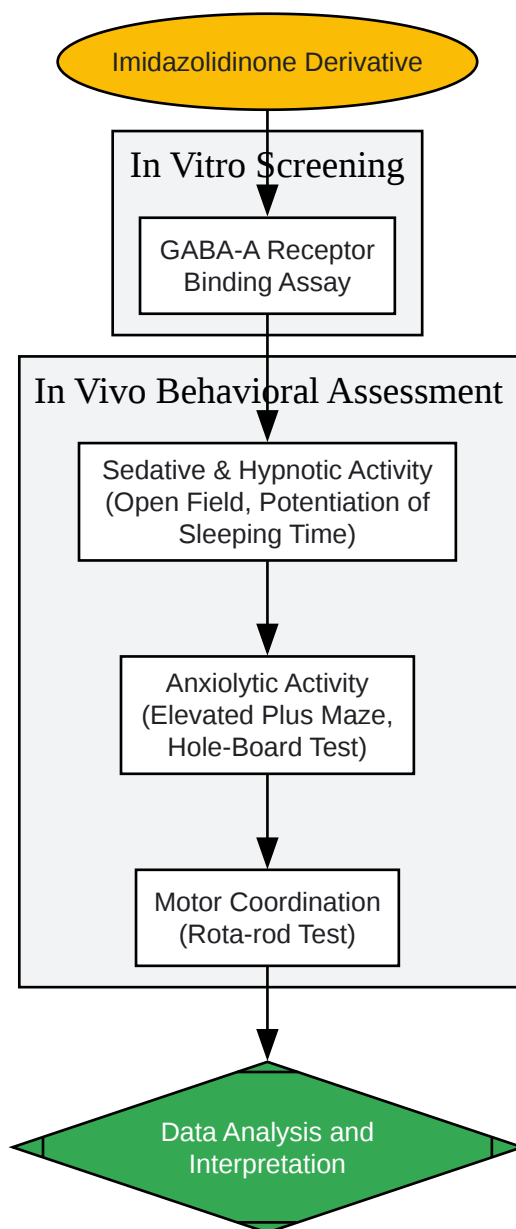 Imidazolidinone Derivative
In Vitro Screening
GABA-A Receptor
Binding Assay
In Vivo Behavioral Assessment
Sedative & Hypnotic Activity
(Open Field, Potentiation of
Sleeping Time)
Anxiolytic Activity
(Elevated Plus Maze,
Hole-Board Test)
Motor Coordination
(Rota-rod Test)
Data Analysis and
Interpretation